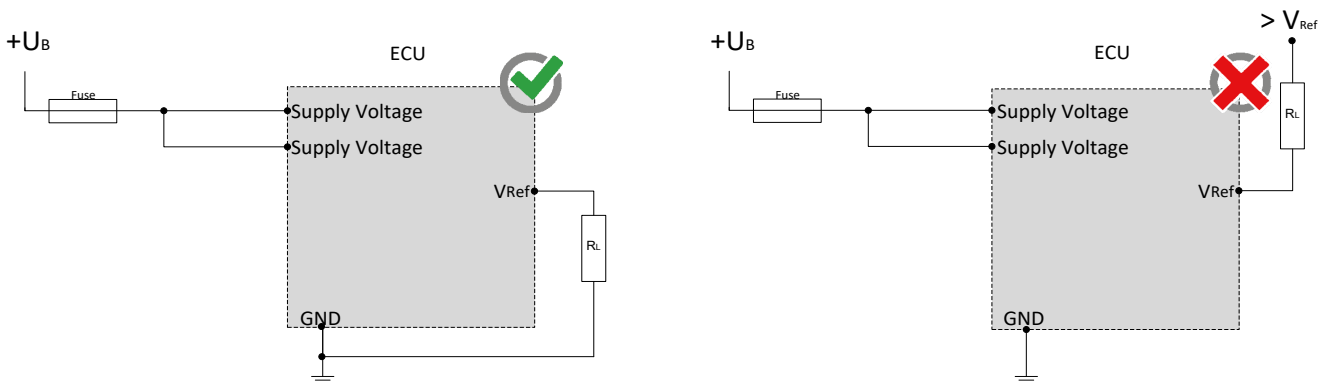 +UB
ECU
Fuse
Supply Voltage
Supply Voltage
VRef
RL
GND
> VRef
+UB
ECU
Fuse
RL
Supply Voltage
Supply Voltage
VRef
GND